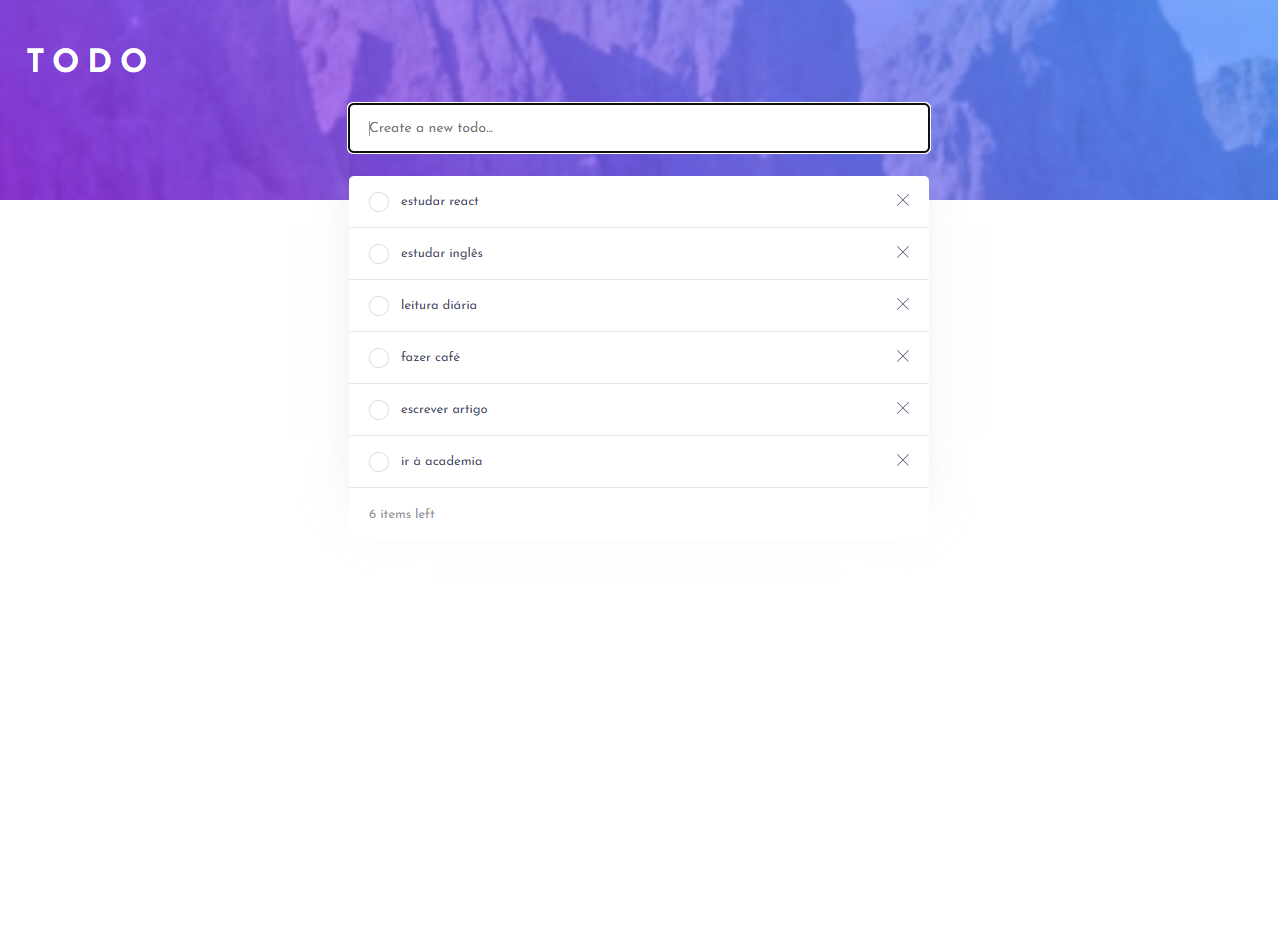 TODO
Create a new todo...
estudar react
estudar inglês
leitura diária
fazer café
escrever artigo
ir à academia
6 items left